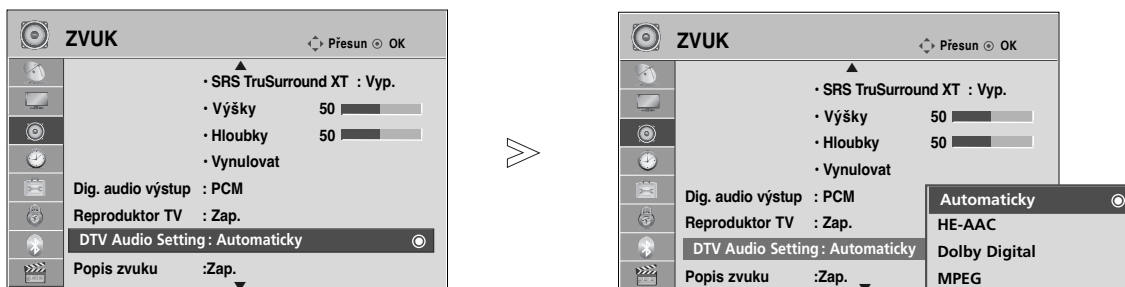 ZVUK
Přesun OK
• SRS TruSurround XT : Vyp.
• Výšky 50
• Hloubky 50
• Vynulovat
Dig. audio výstup : PCM
Reproduktor TV : Zap.
DTV Audio Setting : Automaticky
Popis zvuku :Zap.
ZVUK
Přesun OK
• SRS TruSurround XT : Vyp.
• Výšky 50
• Hloubky 50
• Vynulovat
Dig. audio výstup : PCM
Reproduktor TV : Zap.
DTV Audio Setting : Automaticky
Popis zvuku :Zap.
Automaticky
HE-AAC
Dolby Digital
MPEG